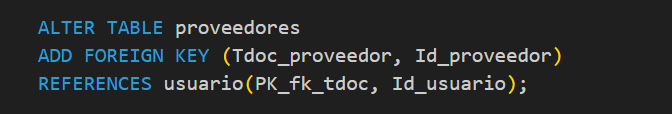 ALTER TABLE proveedores
ADD FOREIGN KEY (Tdoc_proveedor, Id_proveedor)
REFERENCES usuario(PK_fk_tdoc, Id_usuario);